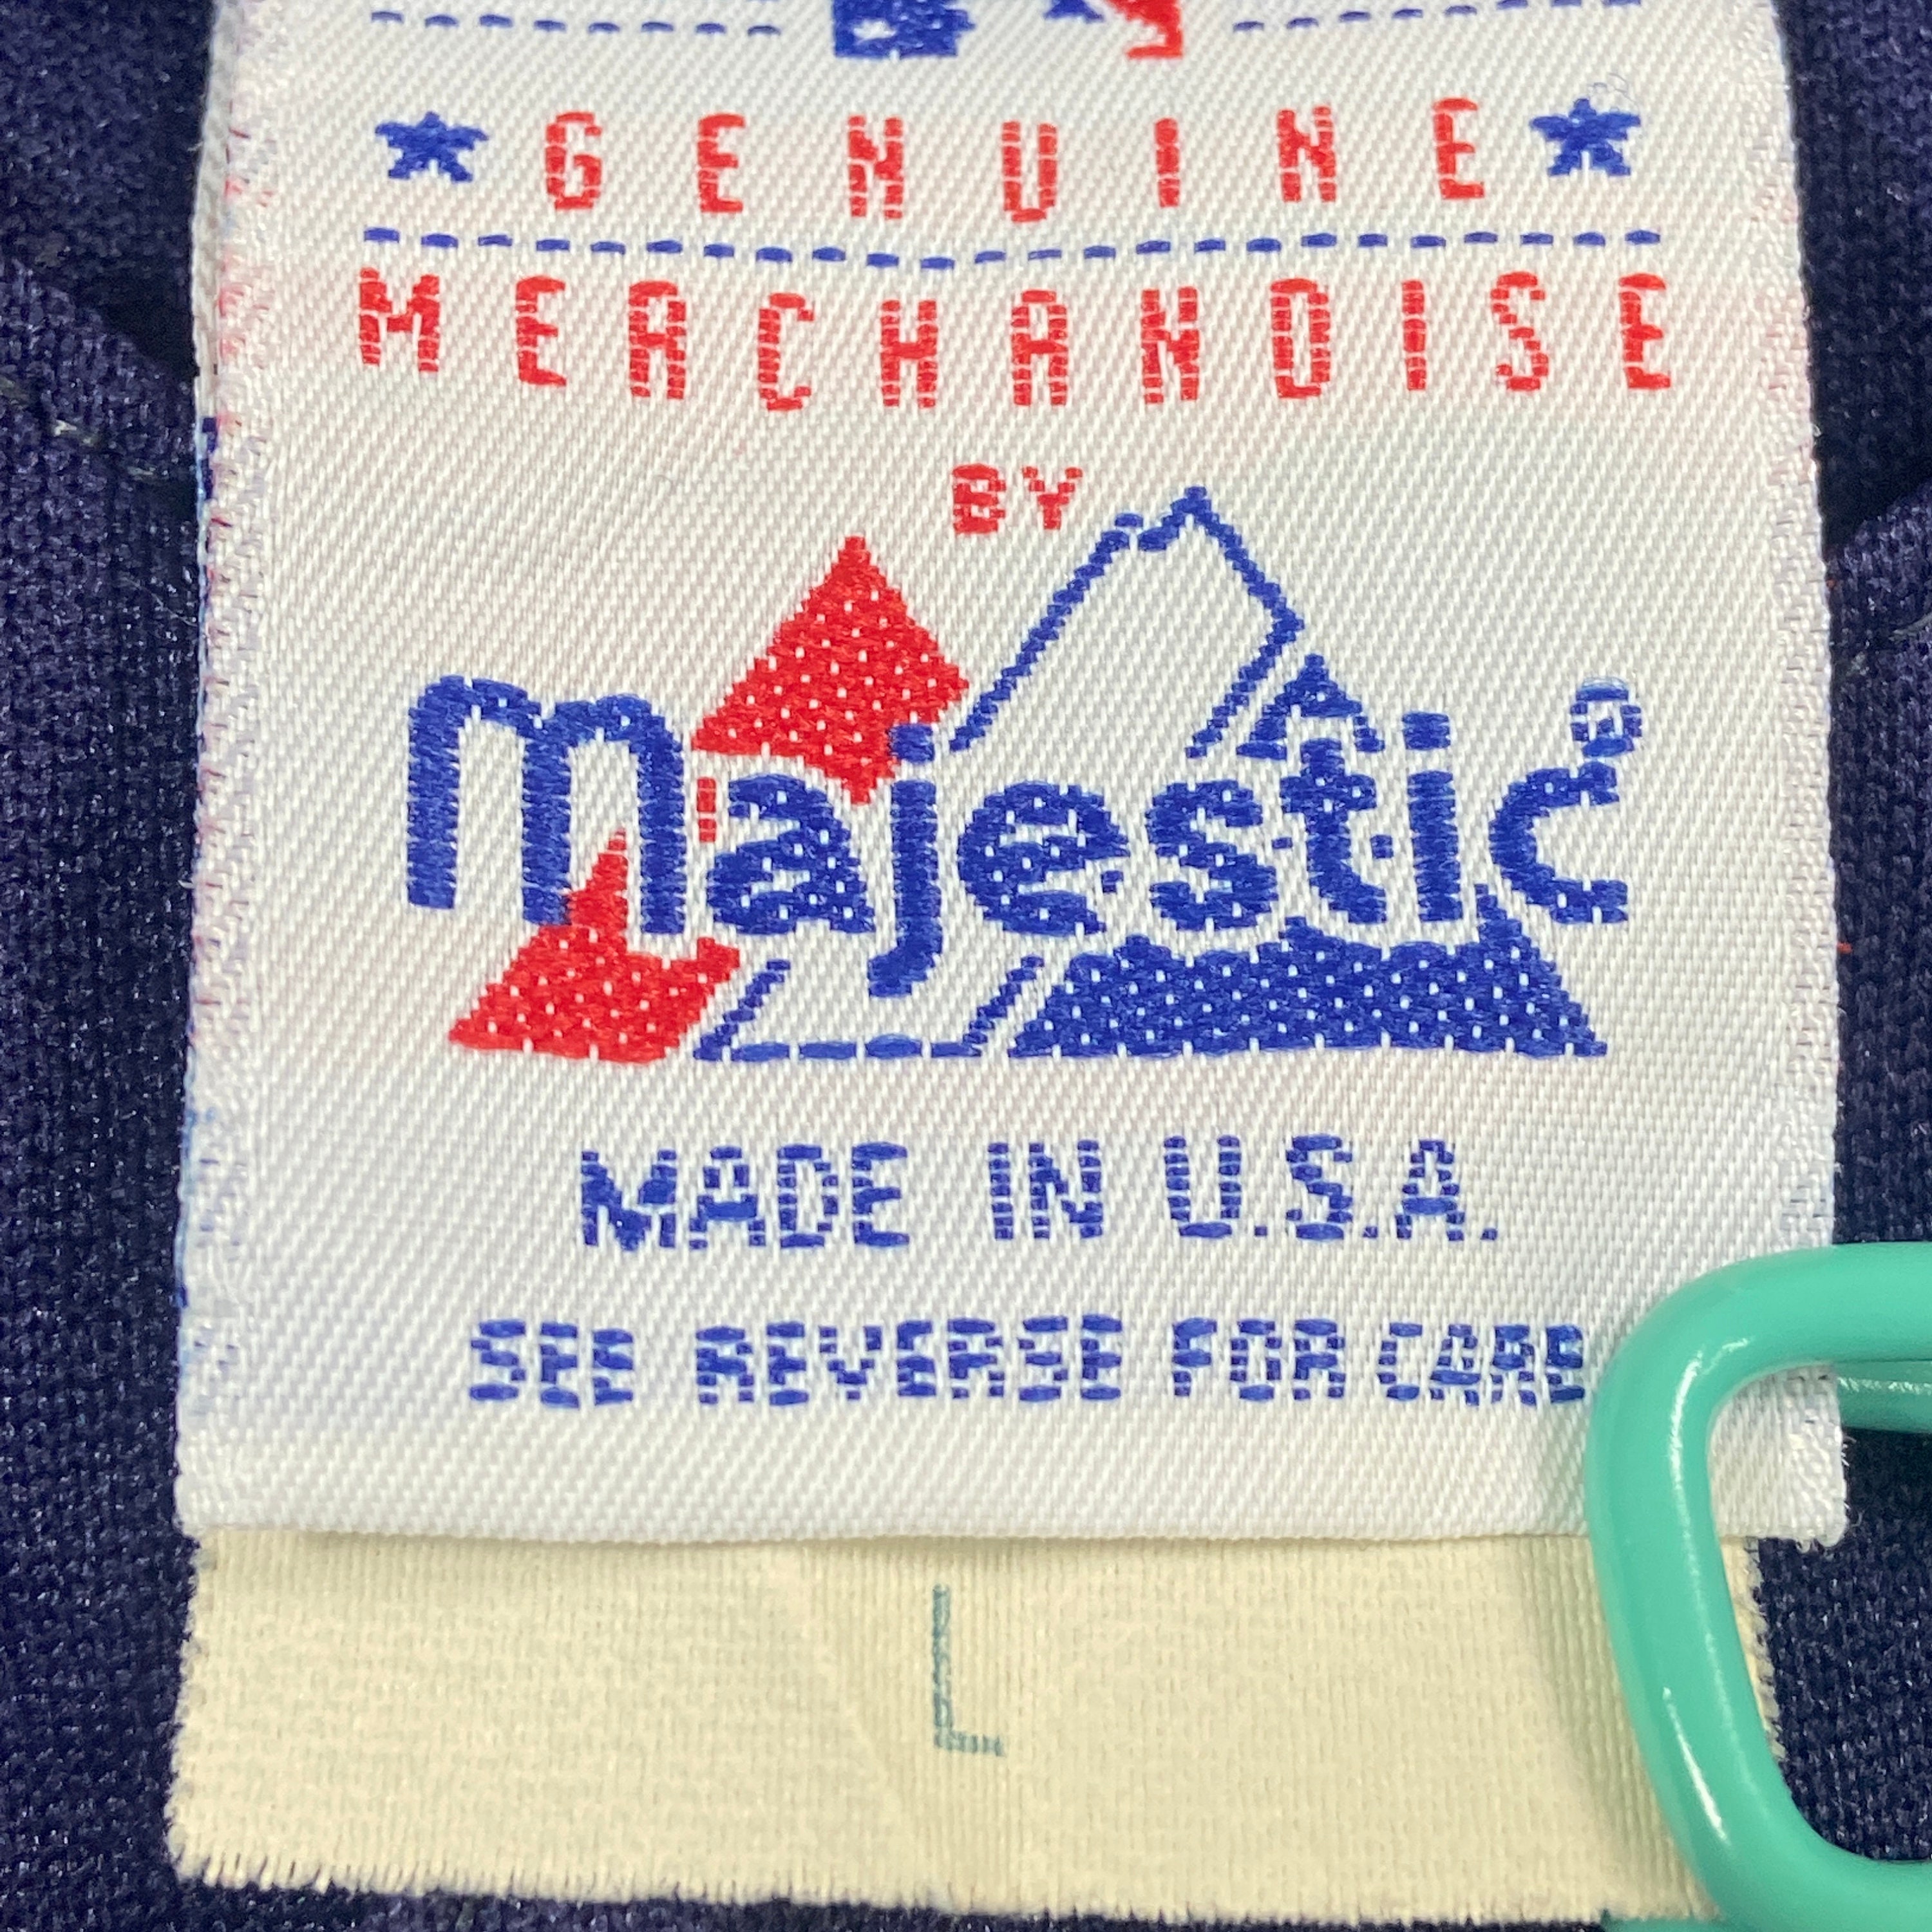 GENUINE
MERCHANDISE
BY
majestic®
MADE IN U.S.A.
SEE REVERSE FOR CARE
L